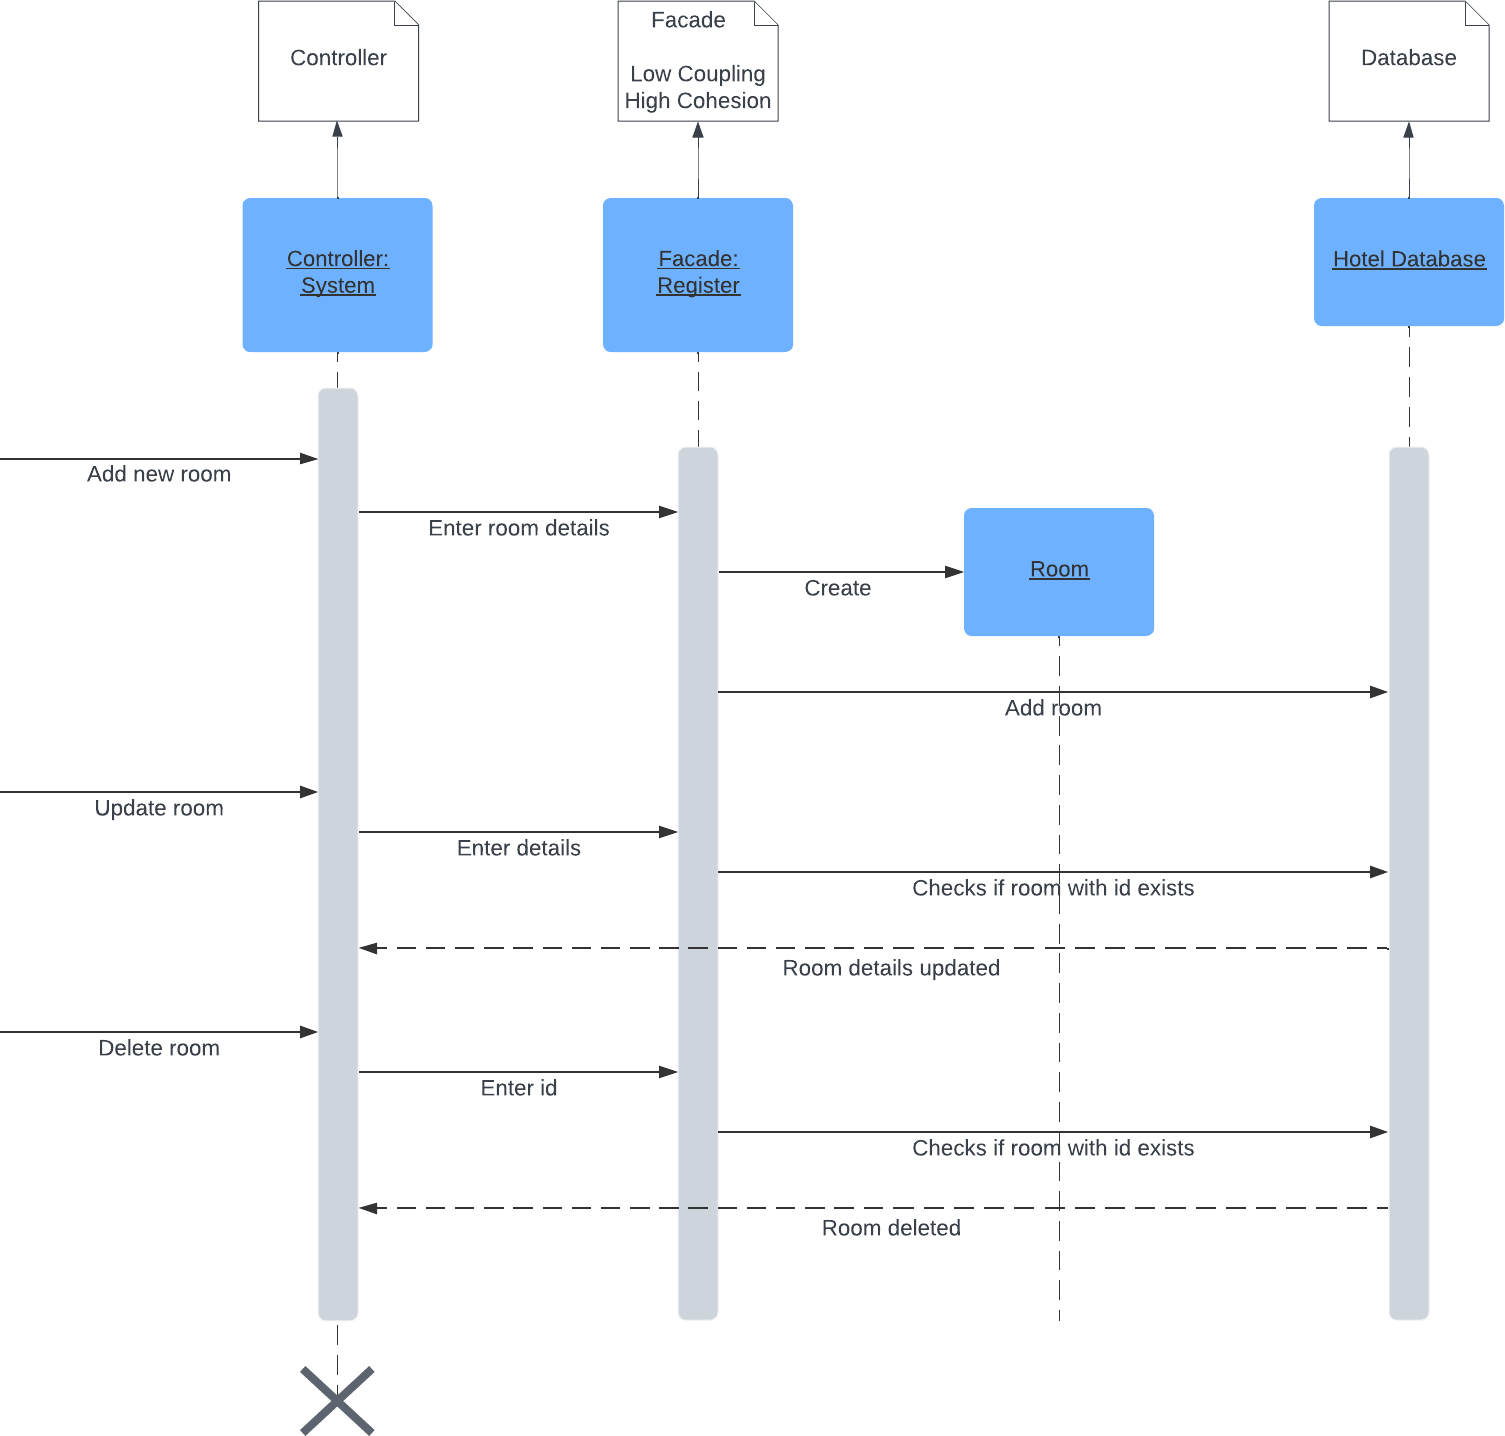 Controller
Facade
Low Coupling
High Cohesion
Database
Controller:
System
Facade:
Register
Hotel Database
Add new room
Enter room details
Room
Create
Add room
Update room
Enter details
Checks if room with id exists
Room details updated
Delete room
Enter id
Checks if room with id exists
Room deleted